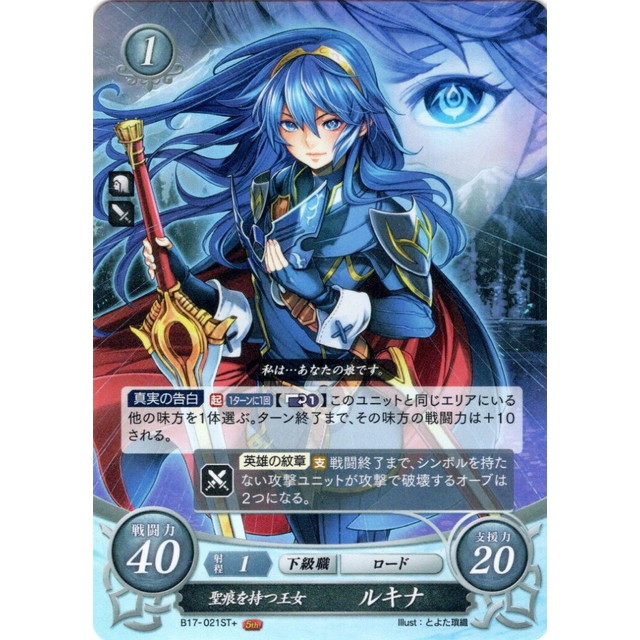 1
私は…あなたの娘です。
真実の告白 起 1ターンに1回 【 1】このユニットと同じエリアにいる
他の味方を1体選ぶ。ターン終了まで、その味方の戦闘力は+10
される。
英雄の紋章 支 戦闘終了まで、シンボルを持た
ない攻撃ユニットが攻撃で破壊するオーブは
2つになる。
戦闘力
40
射程 1
下級職
ロード
支援力
20
聖痕を持つ王女 ルキナ
B17-021ST+ 5th Illust:とよた瑣織